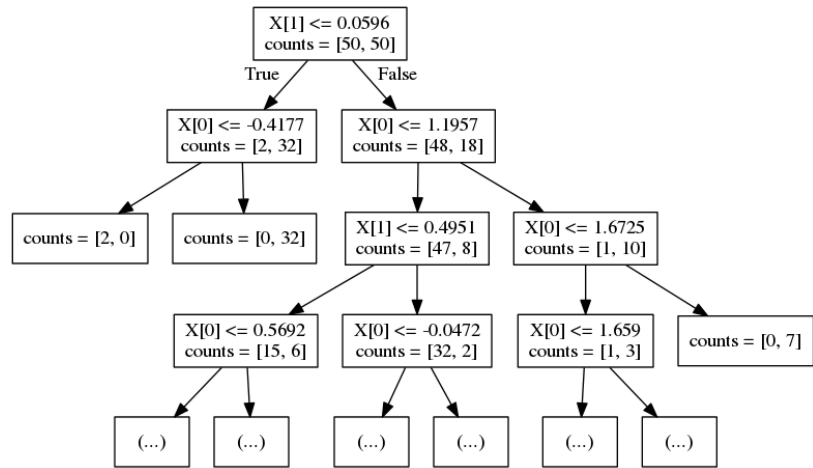 X[1] <= 0.0596
counts = [50, 50]
True
False
X[0] <= -0.4177
counts = [2, 32]
X[0] <= 1.1957
counts = [48, 18]
counts = [2, 0]
counts = [0, 32]
X[1] <= 0.4951
counts = [47, 8]
X[0] <= 1.6725
counts = [1, 10]
X[0] <= 0.5692
counts = [15, 6]
X[0] <= -0.0472
counts = [32, 2]
X[0] <= 1.659
counts = [1, 3]
counts = [0, 7]
(...)
(...)
(...)
(...)
(...)
(...)